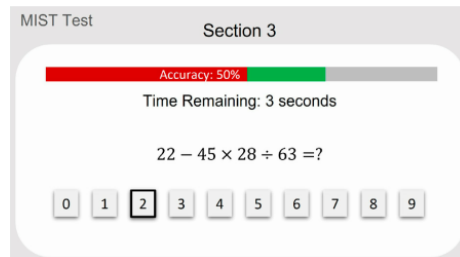 MIST Test
Section 3
Accuracy: 50%
Time Remaining: 3 seconds
22 − 45 × 28 ÷ 63 =?
0 1 2 3 4 5 6 7 8 9